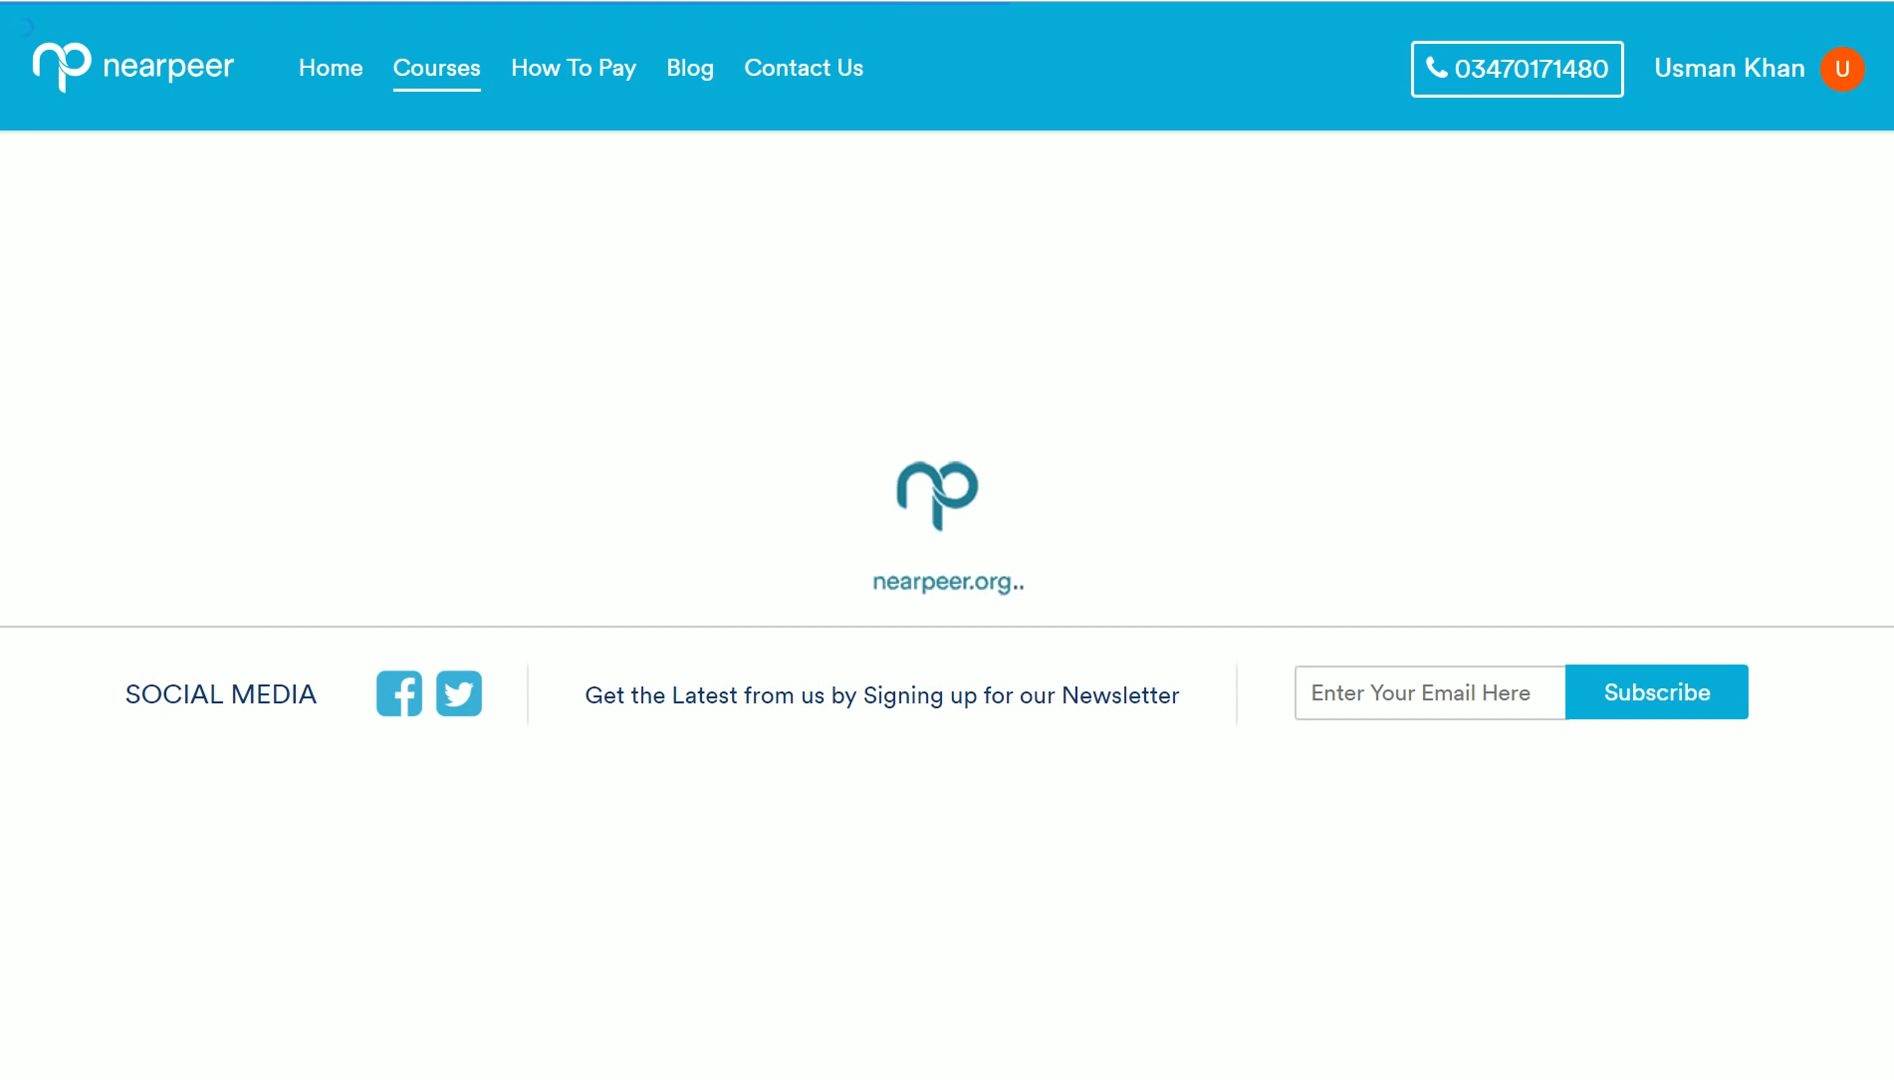 nearpeer Home Courses How To Pay Blog Contact Us 03470171480 Usman Khan U
nearpeer.org..
SOCIAL MEDIA Get the Latest from us by Signing up for our Newsletter Enter Your Email Here Subscribe